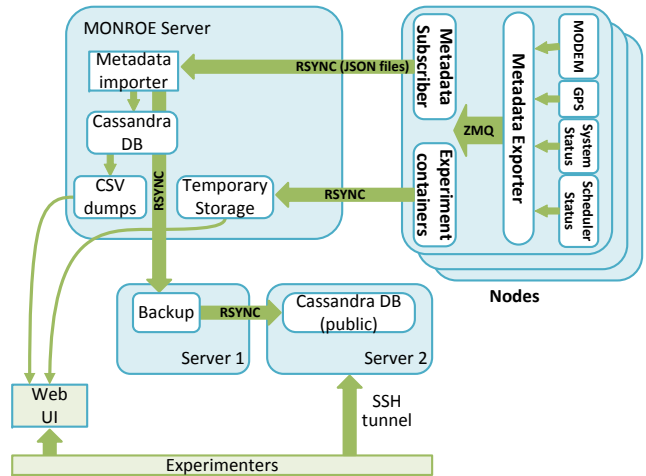 MONROE Server
Metadata
importer
Cassandra
DB
CSV
dumps
Temporary
Storage
RSYNC
RSYNC (JSON files)
RSYNC
Metadata
Subscriber
Experiment
containers
ZMQ
Metadata Exporter
MODEM
GPS
System
Status
Scheduler
Status
Nodes
Backup
Server 1
RSYNC
Cassandra DB
(public)
Server 2
Web
UI
SSH
tunnel
Experimenters